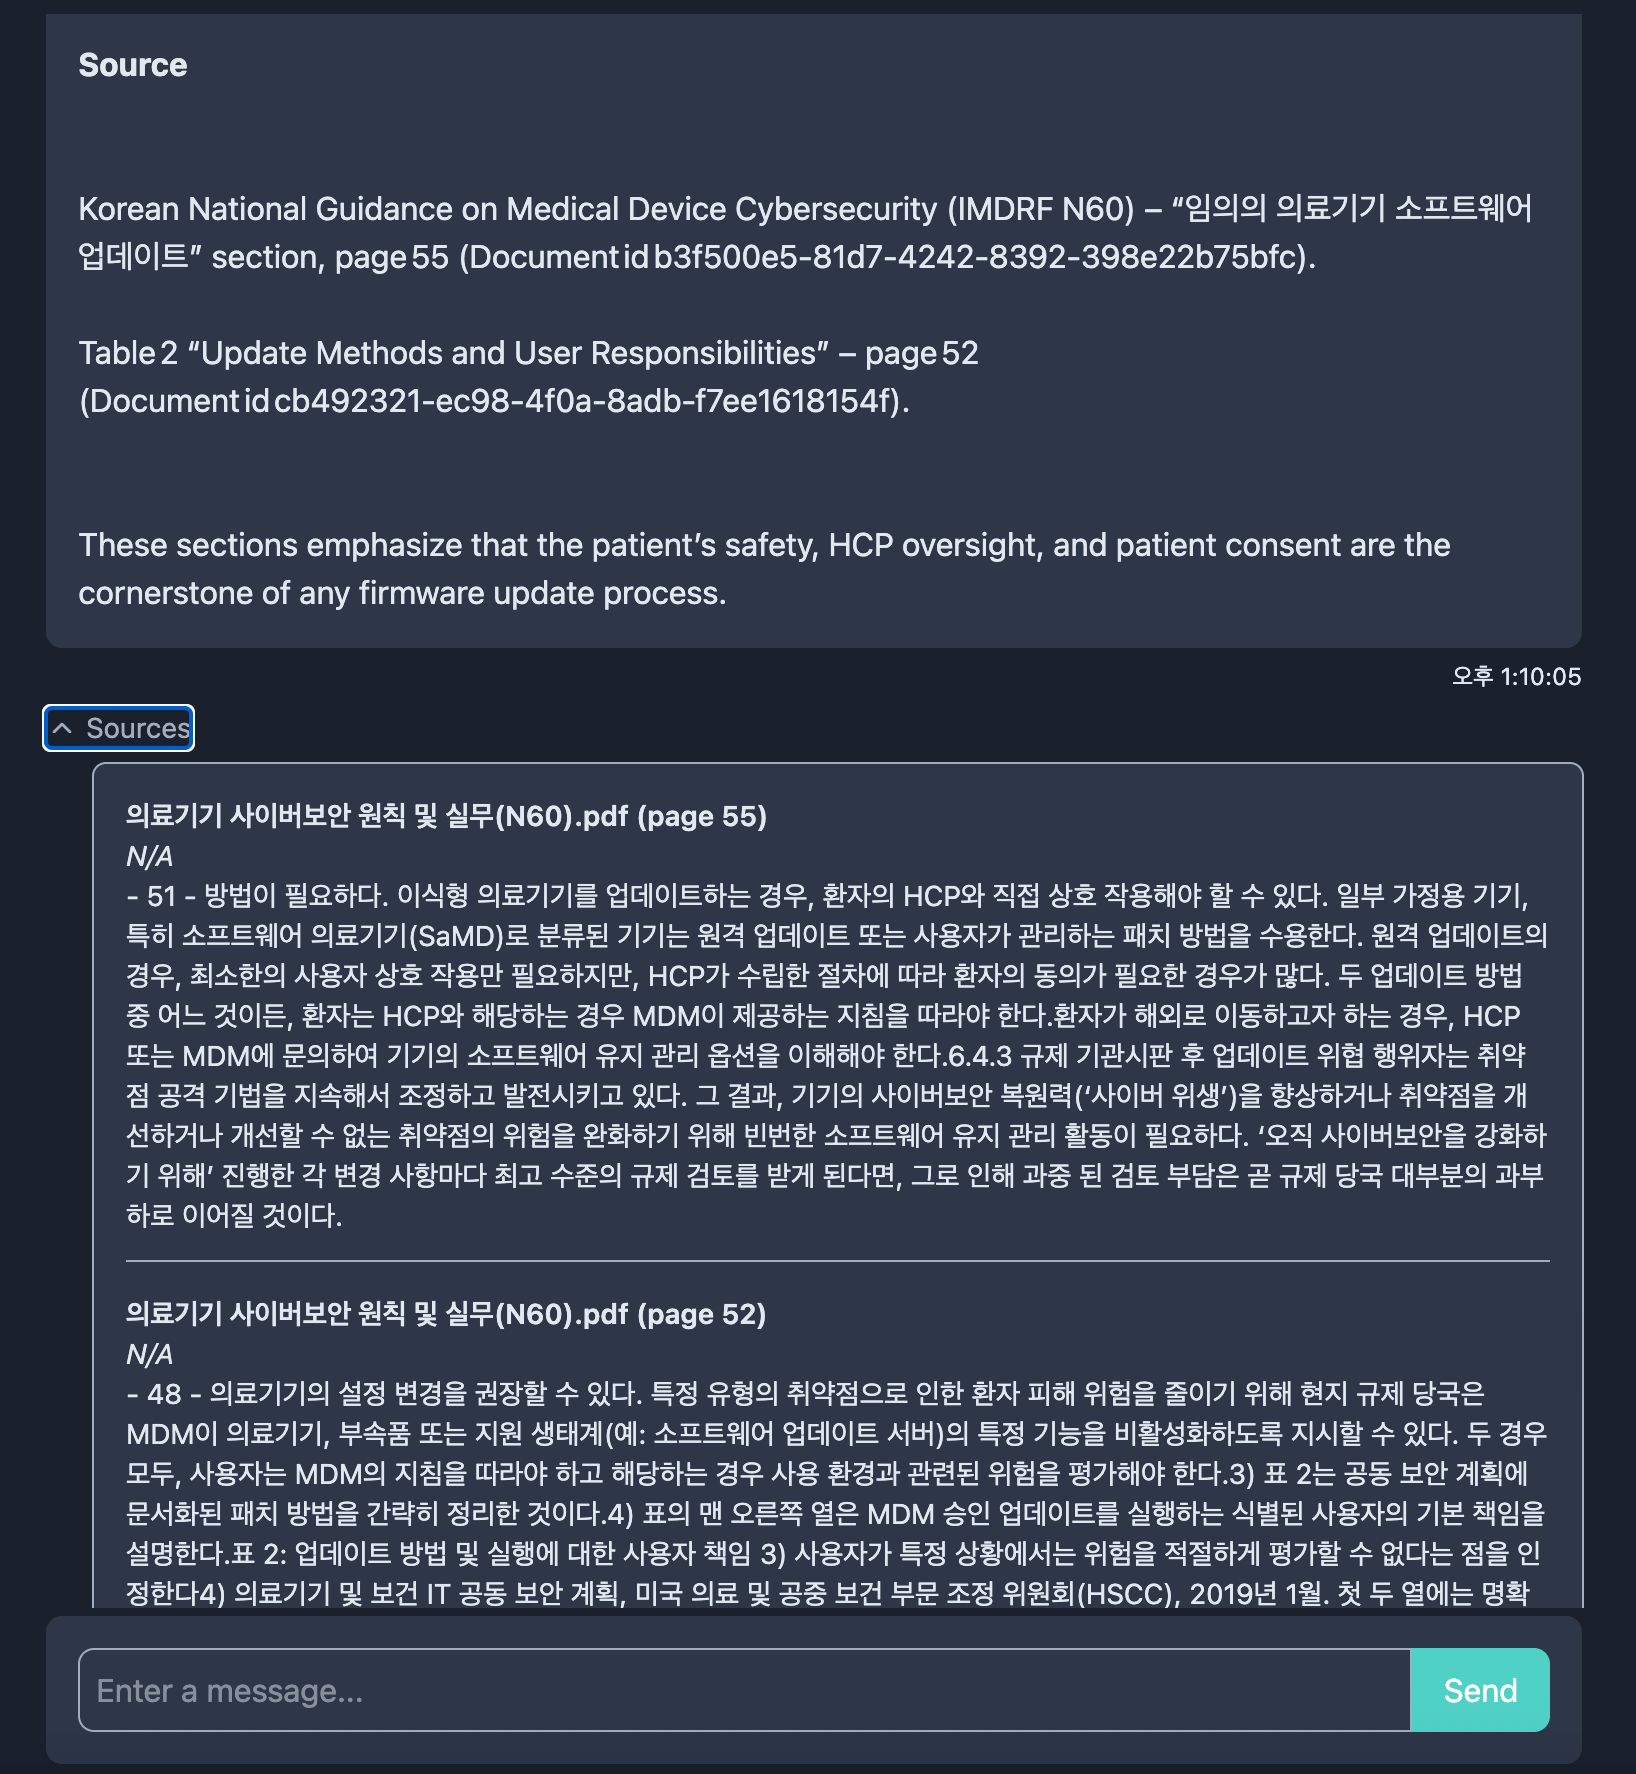 Source
Korean National Guidance on Medical Device Cybersecurity (IMDRF N60) – “임의의 의료기기 소프트웨어
업데이트” section, page 55 (Document id b3f500e5-81d7-4242-8392-398e22b75bfc).
Table 2 “Update Methods and User Responsibilities” – page 52
(Document id cb492321-ec98-4f0a-8adb-f7ee1618154f).
These sections emphasize that the patient’s safety, HCP oversight, and patient consent are the
cornerstone of any firmware update process.
오후 1:10:05
Sources
의료기기 사이버보안 원칙 및 실무(N60).pdf (page 55)
N/A
- 51 - 방법이 필요하다. 이식형 의료기기를 업데이트하는 경우, 환자의 HCP와 직접 상호 작용해야 할 수 있다. 일부 가정용 기기,
특히 소프트웨어 의료기기(SaMD)로 분류된 기기는 원격 업데이트 또는 사용자가 관리하는 패치 방법을 수용한다. 원격 업데이트의
경우, 최소한의 사용자 상호 작용만 필요하지만, HCP가 수립한 절차에 따라 환자의 동의가 필요한 경우가 많다. 두 업데이트 방법
중 어느 것이든, 환자는 HCP와 해당하는 경우 MDM이 제공하는 지침을 따라야 한다.환자가 해외로 이동하고자 하는 경우, HCP
또는 MDM에 문의하여 기기의 소프트웨어 유지 관리 옵션을 이해해야 한다.6.4.3 규제 기관시판 후 업데이트 위협 행위자는 취약
점 공격 기법을 지속해서 조정하고 발전시키고 있다. 그 결과, 기기의 사이버보안 복원력(‘사이버 위생’)을 향상하거나 취약점을 개
선하거나 개선할 수 없는 취약점의 위험을 완화하기 위해 빈번한 소프트웨어 유지 관리 활동이 필요하다. ‘오직 사이버보안을 강화하
기 위해’ 진행한 각 변경 사항마다 최고 수준의 규제 검토를 받게 된다면, 그로 인해 과중 된 검토 부담은 곧 규제 당국 대부분의 과부
하로 이어질 것이다.
의료기기 사이버보안 원칙 및 실무(N60).pdf (page 52)
N/A
- 48 - 의료기기의 설정 변경을 권장할 수 있다. 특정 유형의 취약점으로 인한 환자 피해 위험을 줄이기 위해 현지 규제 당국은
MDM이 의료기기, 부속품 또는 지원 생태계(예: 소프트웨어 업데이트 서버)의 특정 기능을 비활성화하도록 지시할 수 있다. 두 경우
모두, 사용자는 MDM의 지침을 따라야 하고 해당하는 경우 사용 환경과 관련된 위험을 평가해야 한다.3) 표 2는 공동 보안 계획에
문서화된 패치 방법을 간략히 정리한 것이다.4) 표의 맨 오른쪽 열은 MDM 승인 업데이트를 실행하는 식별된 사용자의 기본 책임을
설명한다.표 2: 업데이트 방법 및 실행에 대한 사용자 책임 3) 사용자가 특정 상황에서는 위험을 적절하게 평가할 수 없다는 점을 인
정한다4) 의료기기 및 보건 IT 공동 보안 계획, 미국 의료 및 공중 보건 부문 조정 위원회(HSCC), 2019년 1월. 첫 두 열에는 명확
Enter a message...
Send